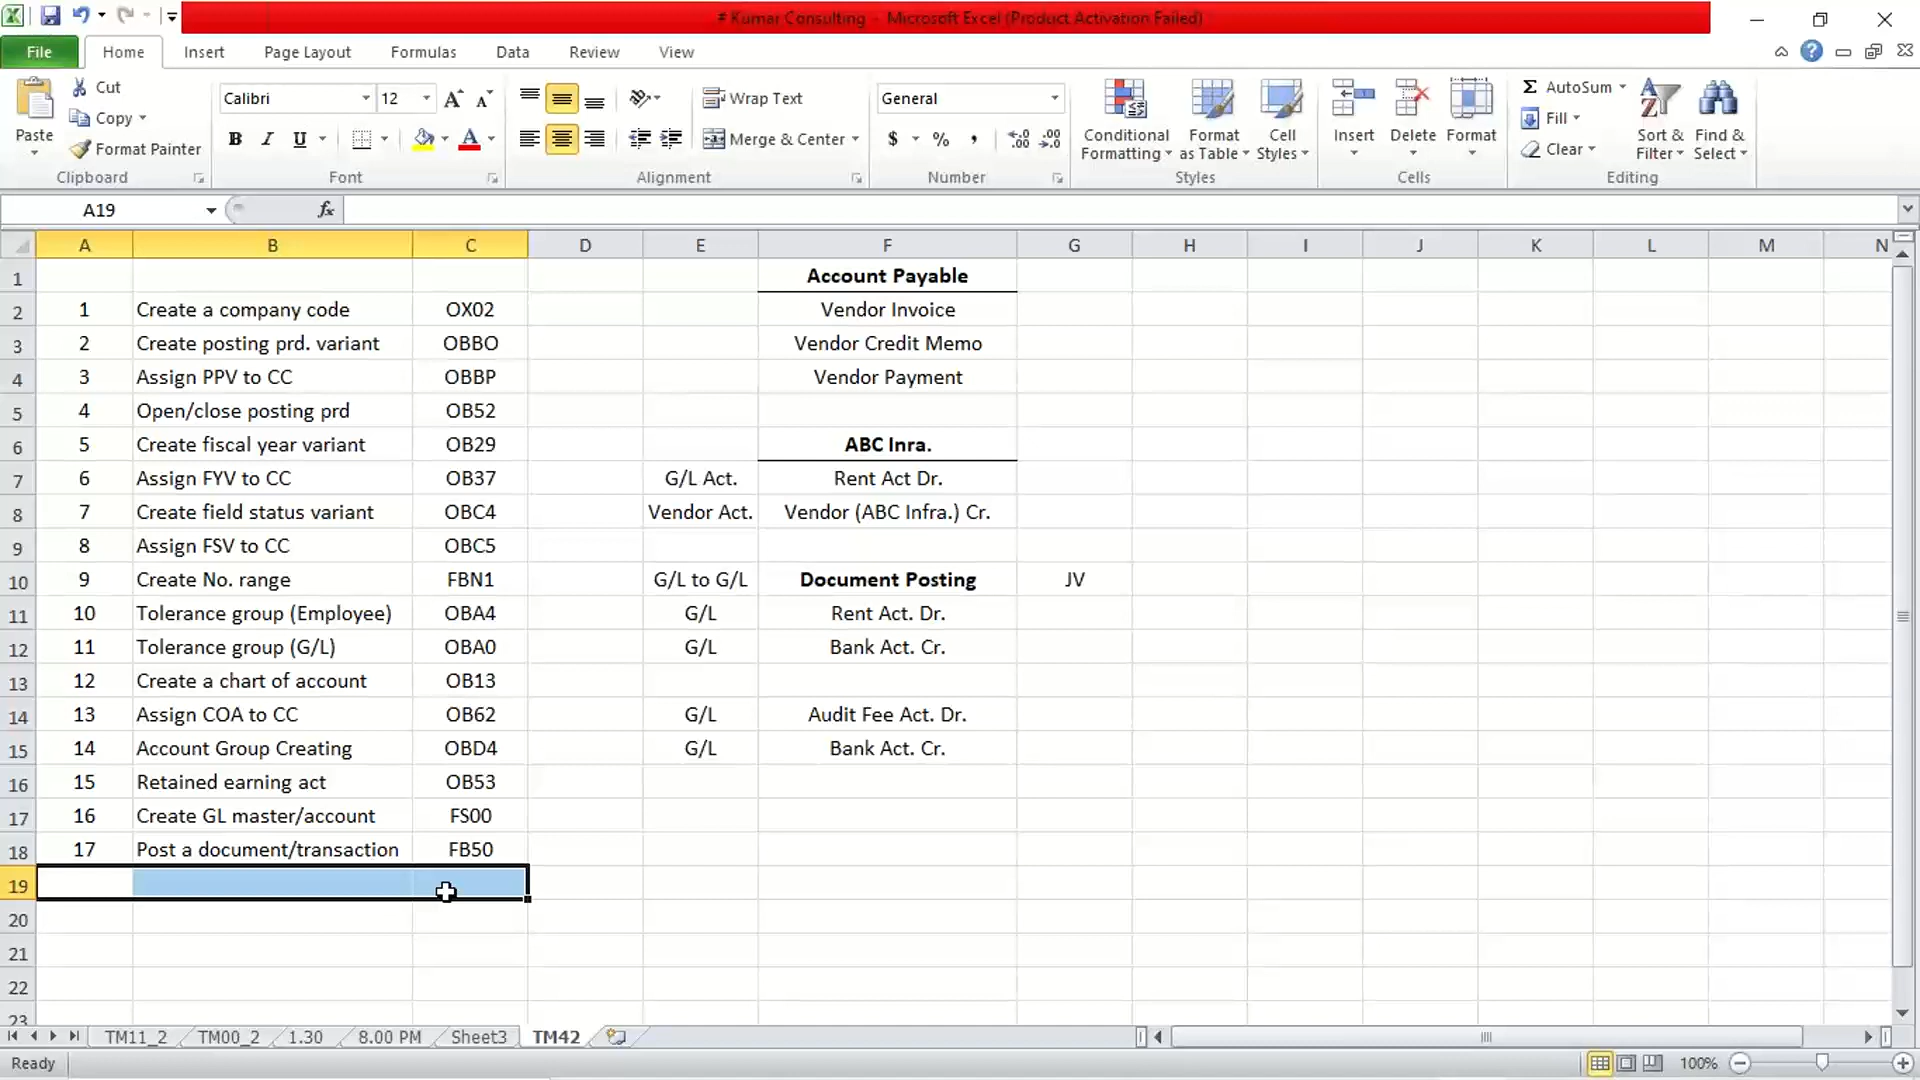 # Kumar Consulting - Microsoft Excel (Product Activation Failed)
File Home Insert Page Layout Formulas Data Review View
Paste Cut Copy Format Painter Clipboard
Calibri 12 B I U Font
Wrap Text Merge & Center Alignment
General $ % , Number
Conditional Formatting Format as Table Cell Styles Styles
Insert Delete Format Cells
Σ AutoSum Fill Clear Sort & Filter Find & Select Editing
A19 fx
A B C D E F G H I J K L M N
1 Account Payable
2 1 Create a company code OX02 Vendor Invoice
3 2 Create posting prd. variant OBBO Vendor Credit Memo
4 3 Assign PPV to CC OBBP Vendor Payment
5 4 Open/close posting prd OB52
6 5 Create fiscal year variant OB29 ABC Inra.
7 6 Assign FYV to CC OB37 G/L Act. Rent Act Dr.
8 7 Create field status variant OBC4 Vendor Act. Vendor (ABC Infra.) Cr.
9 8 Assign FSV to CC OBC5
10 9 Create No. range FBN1 G/L to G/L Document Posting JV
11 10 Tolerance group (Employee) OBA4 G/L Rent Act. Dr.
12 11 Tolerance group (G/L) OBA0 G/L Bank Act. Cr.
13 12 Create a chart of account OB13
14 13 Assign COA to CC OB62 G/L Audit Fee Act. Dr.
15 14 Account Group Creating OBD4 G/L Bank Act. Cr.
16 15 Retained earning act OB53
17 16 Create GL master/account FS00
18 17 Post a document/transaction FB50
19
20
21
22
23
TM11_2 TM00_2 1.30 8.00 PM Sheet3 TM42
Ready 100%